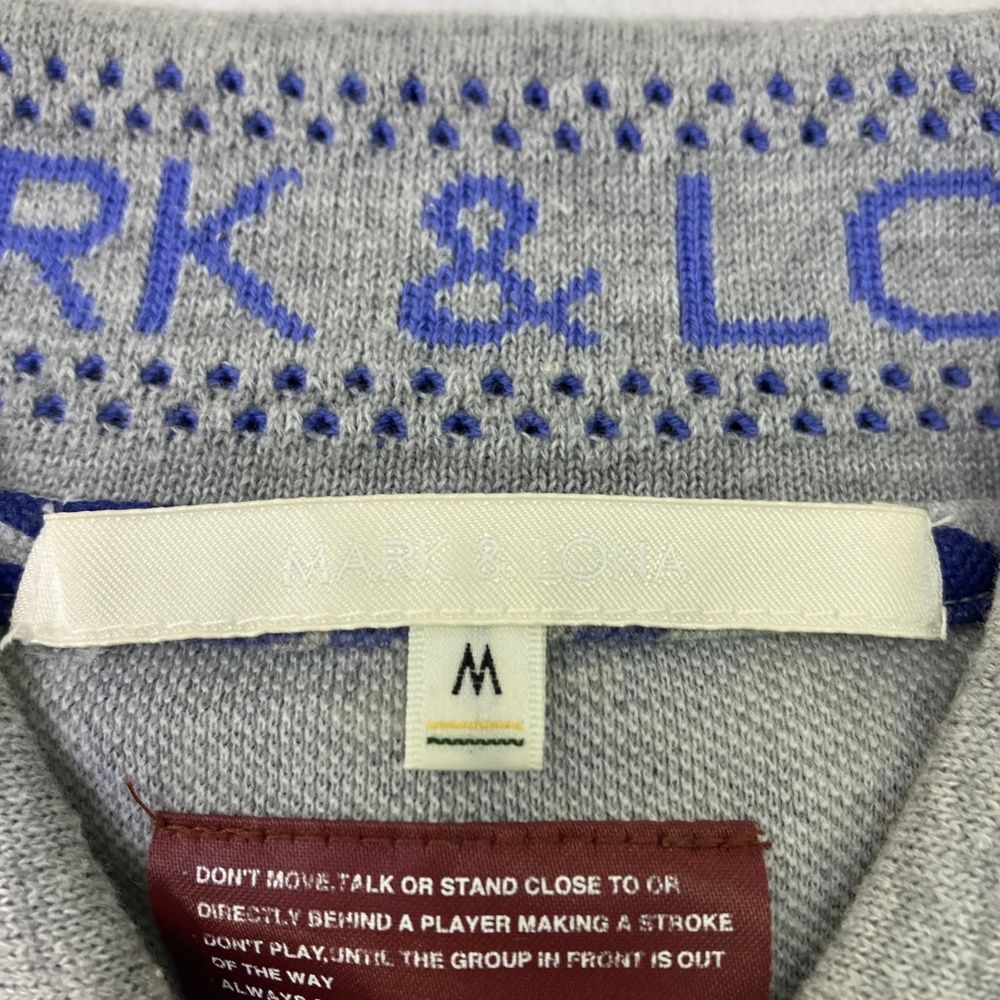 RK & LO
MARK & LONA
M
DON'T MOVE.TALK OR STAND CLOSE TO OR
DIRECTLY BEHIND A PLAYER MAKING A STROKE
DON'T PLAY,UNTIL THE GROUP IN FRONT IS OUT
OF THE WAY
ALWAYS